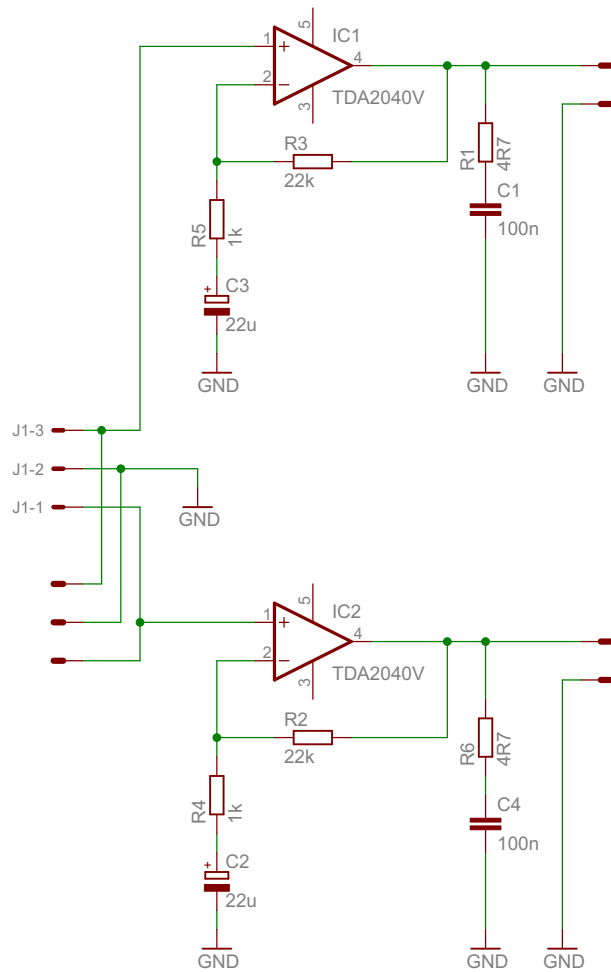 5
IC1
1
+
4
2
−
3
TDA2040V
R3
22k
R1
4R7
C1
100n
R5
1k
+
C3
22u
GND
GND
GND
J1-3
J1-2
J1-1
GND
5
IC2
1
+
4
2
−
3
TDA2040V
R2
22k
R6
4R7
R4
1k
C4
100n
+
C2
22u
GND
GND
GND